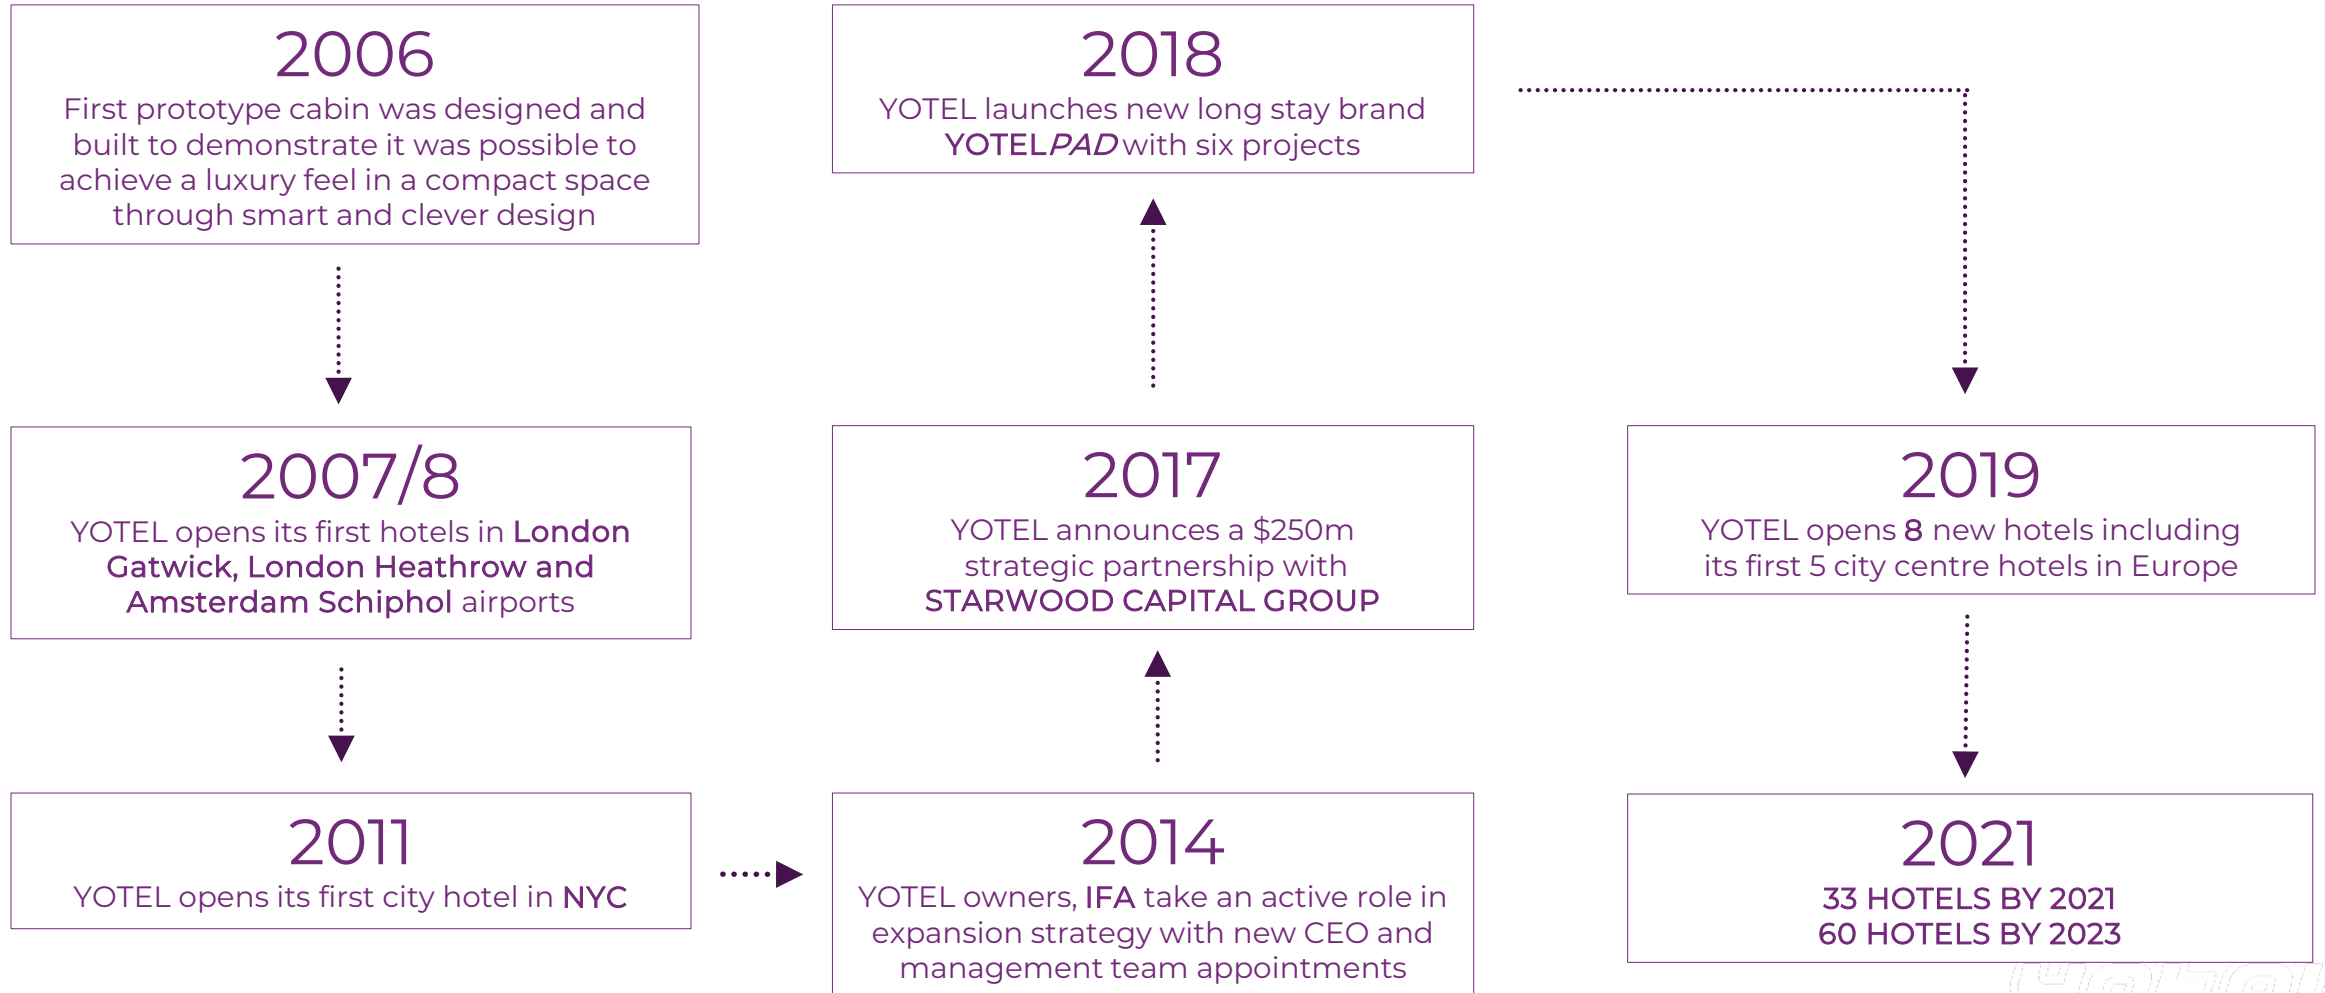 2006
First prototype cabin was designed and
built to demonstrate it was possible to
achieve a luxury feel in a compact space
through smart and clever design
2007/8
YOTEL opens its first hotels in London
Gatwick, London Heathrow and
Amsterdam Schiphol airports
2011
YOTEL opens its first city hotel in NYC
2014
YOTEL owners, IFA take an active role in
expansion strategy with new CEO and
management team appointments
2017
YOTEL announces a $250m
strategic partnership with
STARWOOD CAPITAL GROUP
2018
YOTEL launches new long stay brand
YOTELPAD with six projects
2019
YOTEL opens 8 new hotels including
its first 5 city centre hotels in Europe
2021
33 HOTELS BY 2021
60 HOTELS BY 2023